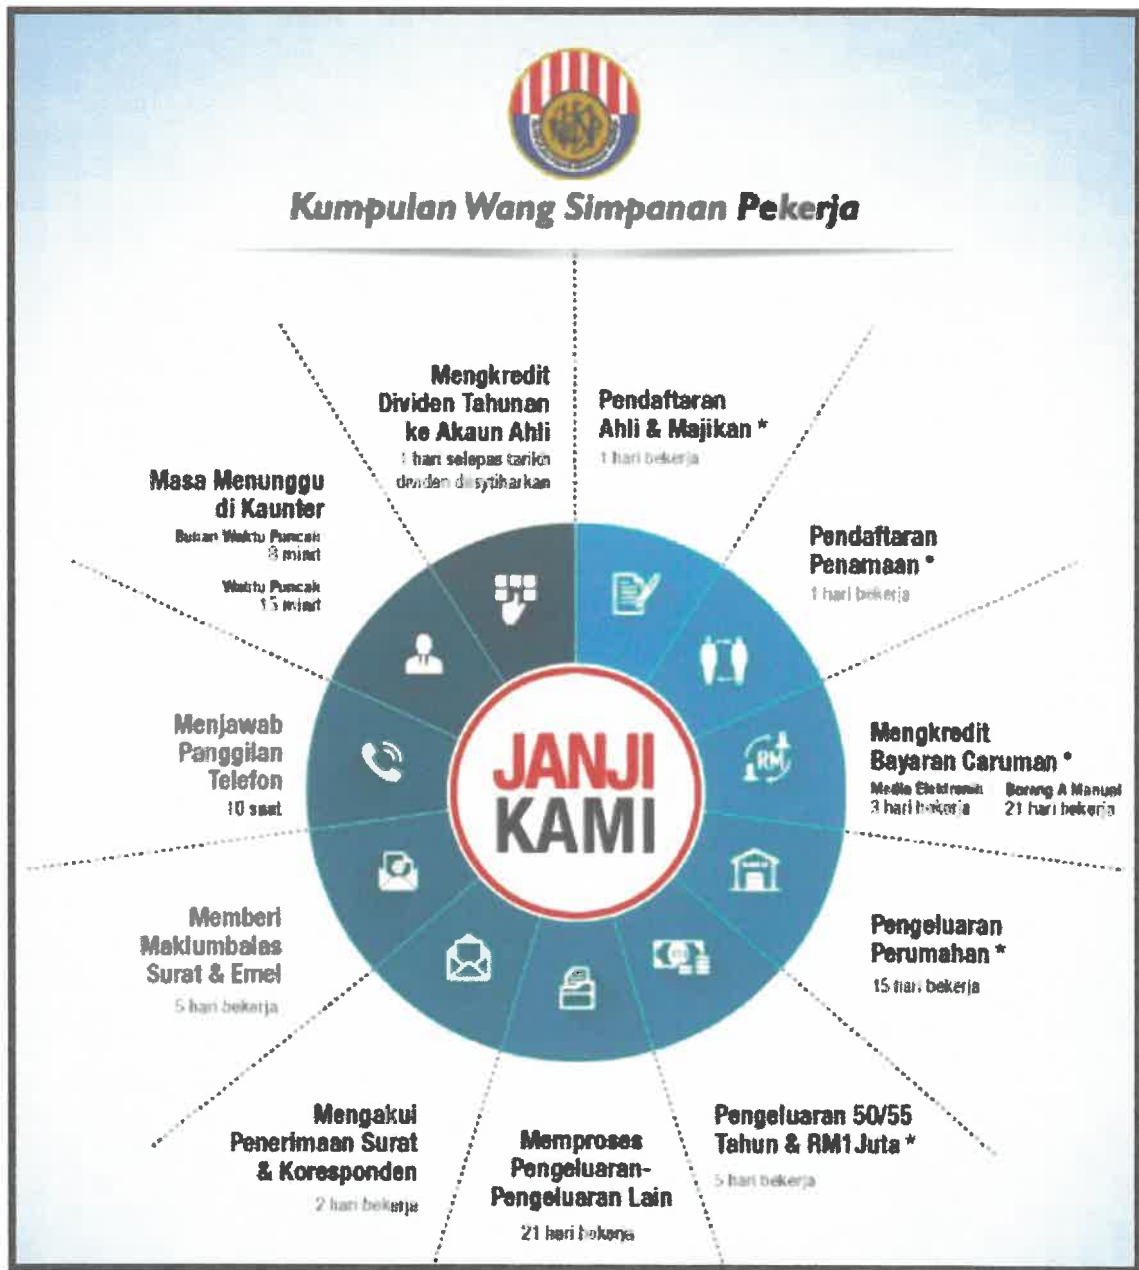 Kumpulan Wang Simpanan Pekerja
Mengkredit
Dividen Tahunan
ke Akaun Ahli
1 hari selepas tarikh
dividen diisytiharkan
Pendaftaran
Ahli & Majikan *
1 hari bekerja
Pendaftaran
Penamaan *
1 hari bekerja
Mengkredit
Bayaran Caruman *
Media Elektronik
3 hari bekerja
Borang A Manual
21 hari bekerja
Pengeluaran
Perumahan *
15 hari bekerja
Pengeluaran 50/55
Tahun & RM1 Juta *
5 hari bekerja
Memproses
Pengeluaran-
Pengeluaran Lain
21 hari bekerja
Mengakui
Penerimaan Surat
& Koresponden
2 hari bekerja
Memberi
Maklumbalas
Surat & Emel
5 hari bekerja
Menjawab
Panggilan
Telefon
10 saat
Masa Menunggu
di Kaunter
Bukan Waktu Puncak
8 minit
Waktu Puncak
15 minit
JANJI
KAMI
RM